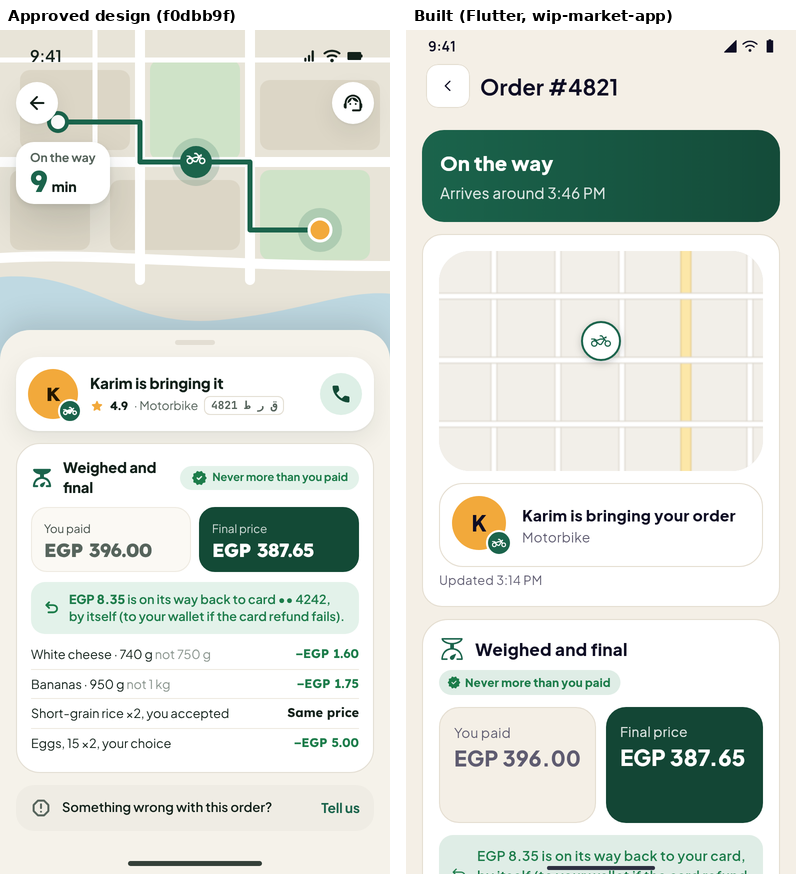 Approved design (f0dbb9f)
9:41
On the way
9 min
K
Karim is bringing it
4.9 · Motorbike
ق ر ط 4821
Weighed and final
Never more than you paid
You paid
EGP 396.00
Final price
EGP 387.65
EGP 8.35 is on its way back to card •• 4242,
by itself (to your wallet if the card refund fails).
White cheese · 740 g not 750 g
−EGP 1.60
Bananas · 950 g not 1 kg
−EGP 1.75
Short-grain rice ×2, you accepted
Same price
Eggs, 15 ×2, your choice
−EGP 5.00
Something wrong with this order?
Tell us
Built (Flutter, wip-market-app)
9:41
Order #4821
On the way
Arrives around 3:46 PM
K
Karim is bringing your order
Motorbike
Updated 3:14 PM
Weighed and final
Never more than you paid
You paid
EGP 396.00
Final price
EGP 387.65
EGP 8.35 is on its way back to your card,